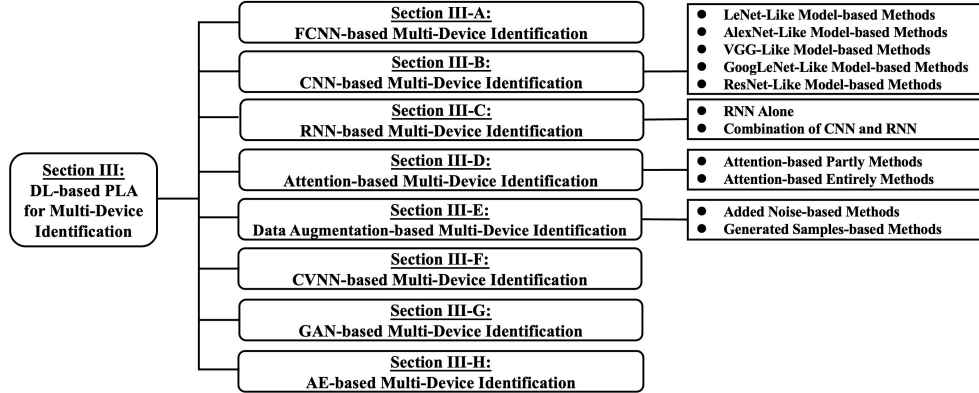 Section III:
DL-based PLA
for Multi-Device
Identification
Section III-A:
FCNN-based Multi-Device Identification
Section III-B:
CNN-based Multi-Device Identification
● LeNet-Like Model-based Methods
● AlexNet-Like Model-based Methods
● VGG-Like Model-based Methods
● GoogLeNet-Like Model-based Methods
● ResNet-Like Model-based Methods
Section III-C:
RNN-based Multi-Device Identification
● RNN Alone
● Combination of CNN and RNN
Section III-D:
Attention-based Multi-Device Identification
● Attention-based Partly Methods
● Attention-based Entirely Methods
Section III-E:
Data Augmentation-based Multi-Device Identification
● Added Noise-based Methods
● Generated Samples-based Methods
Section III-F:
CVNN-based Multi-Device Identification
Section III-G:
GAN-based Multi-Device Identification
Section III-H:
AE-based Multi-Device Identification